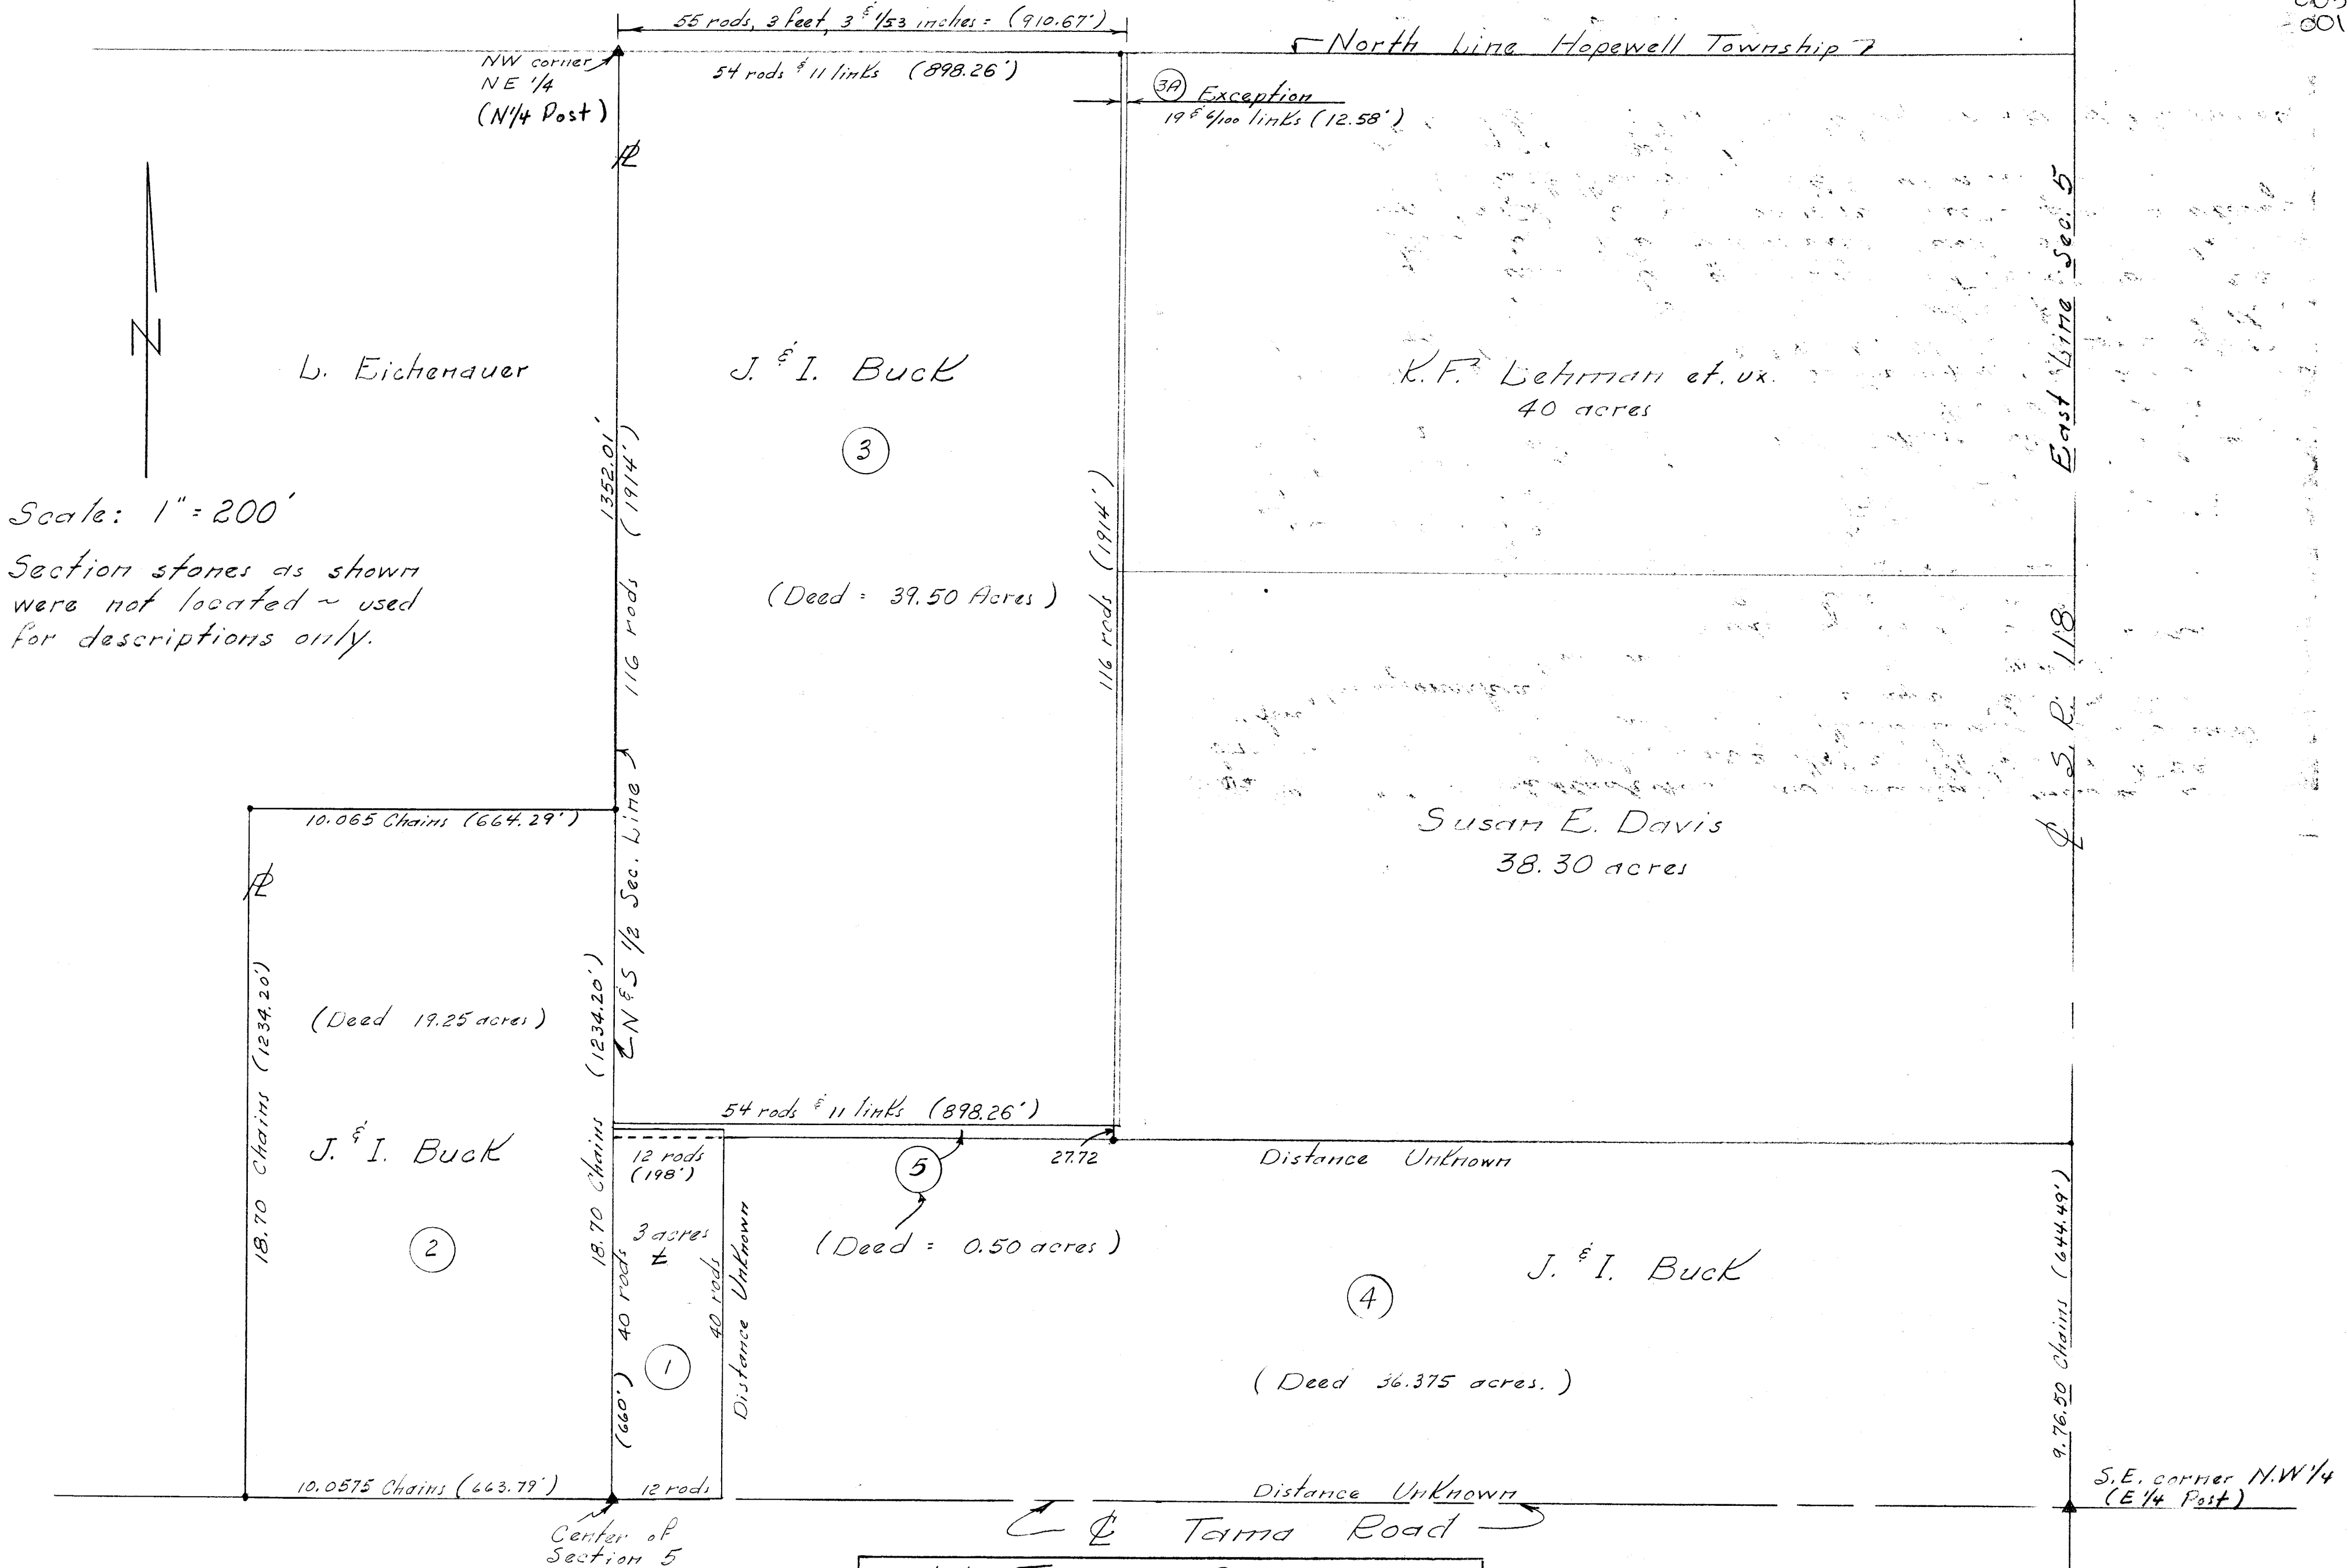 55 rods, 3 feet, 3 & 1/53 inches = (910.67')
001
North Line Hopewell Township
NW corner
NE 1/4
(N 1/4 Post)
54 rods & 11 links (898.26')
3A Exception
19 & 6/100 links (12.58')
PL
N
East Line Sec. 5
L. Eichenauer
J. & I. Buck
3
K.F. Lehman et. ux.
40 acres
1352.01'
116 rods (1914')
116 rods (1914')
Scale: 1" = 200'
Section stones as shown
were not located ~ used
for descriptions only.
(Deed = 39.50 Acres)
℄ S.R. 118
10.065 Chains (664.29')
N & S 1/2 Sec. Line
Susan E. Davis
38.30 acres
PL
18.70 Chains (1234.20')
(Deed 19.25 acres)
18.70 Chains (1234.20')
54 rods & 11 links (898.26')
J. & I. Buck
2
12 rods
(198')
5
27.72
Distance Unknown
3 acres
±
(Deed = 0.50 acres)
(660') 40 rods
40 rods
Distance Unknown
1
J. & I. Buck
4
(Deed 36.375 acres.)
9.76.50 Chains (644.49')
10.0575 Chains (663.79')
12 rods
Distance Unknown
S.E. corner N.W 1/4
(E 1/4 Post)
Center of
Section 5
℄ Tama Road